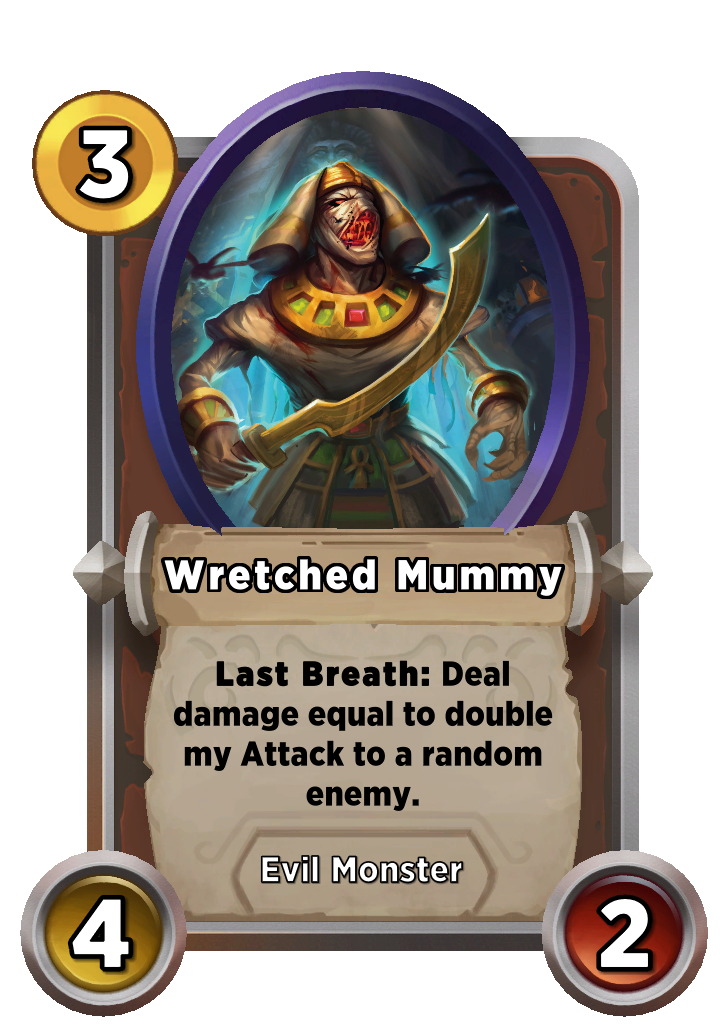 3
Wretched Mummy
Last Breath: Deal
damage equal to double
my Attack to a random
enemy.
Evil Monster
4
2